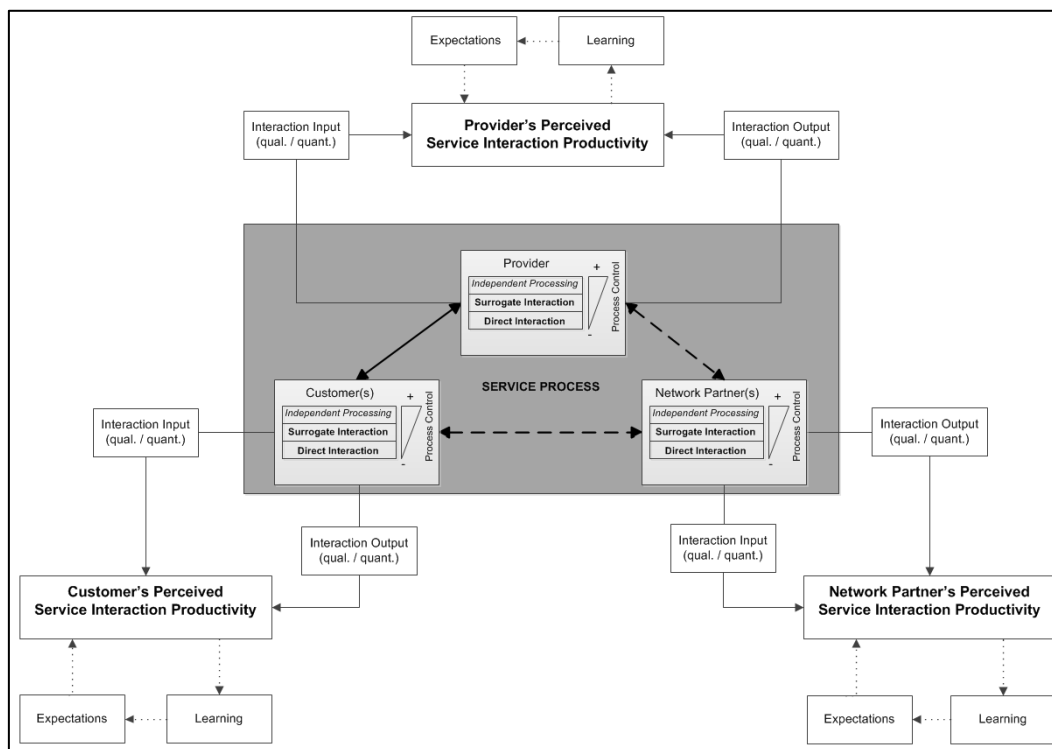 Expectations
Learning
Provider's Perceived
Service Interaction Productivity
Interaction Input
(qual. / quant.)
Interaction Output
(qual. / quant.)
Provider
Independent Processing
Surrogate Interaction
Direct Interaction
+
-
Process Control
SERVICE PROCESS
Customer(s)
Independent Processing
Surrogate Interaction
Direct Interaction
+
-
Process Control
Network Partner(s)
Independent Processing
Surrogate Interaction
Direct Interaction
+
-
Process Control
Interaction Input
(qual. / quant.)
Interaction Output
(qual. / quant.)
Interaction Output
(qual. / quant.)
Interaction Input
(qual. / quant.)
Customer's Perceived
Service Interaction Productivity
Network Partner's Perceived
Service Interaction Productivity
Expectations
Learning
Expectations
Learning